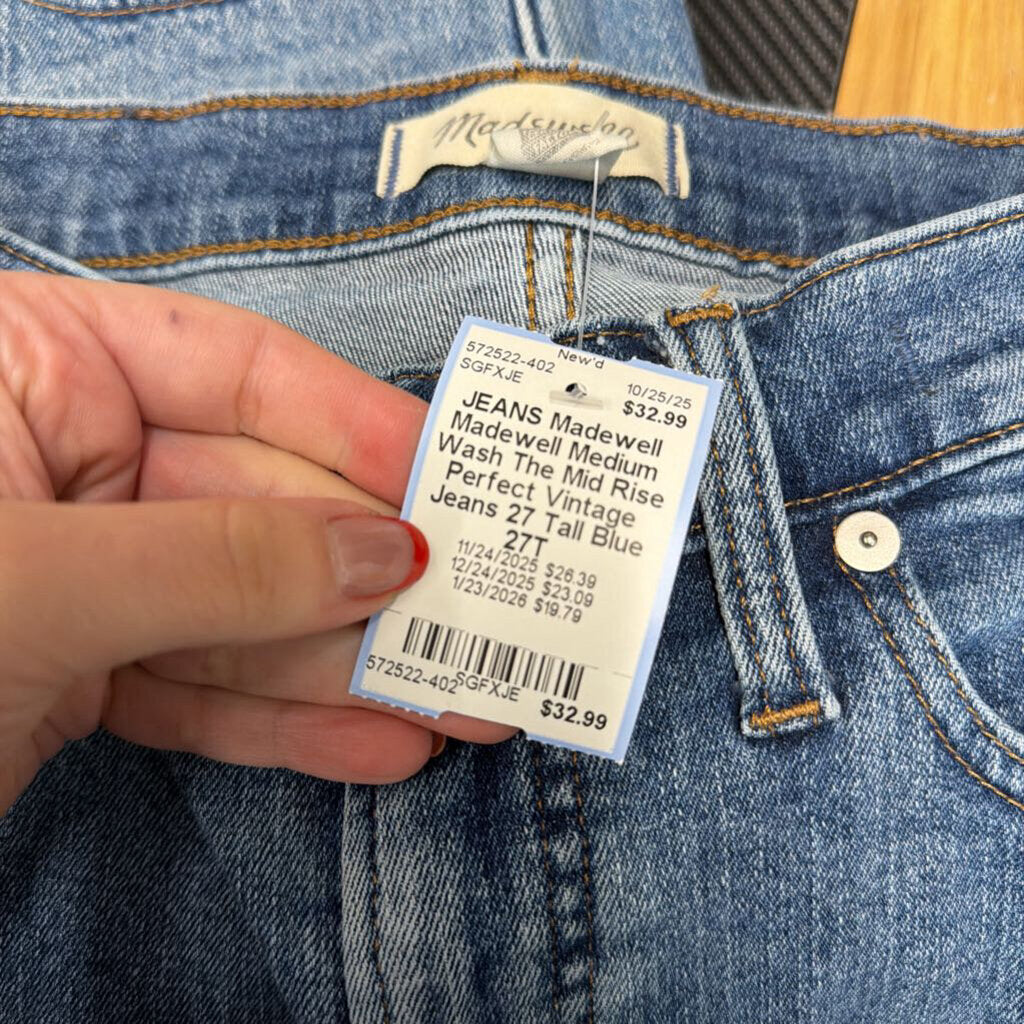 Madewell
572522-402 New'd
SGFXJE 10/25/25
$32.99
JEANS Madewell
Madewell Medium
Wash The Mid Rise
Perfect Vintage
Jeans 27 Tall Blue
27T
11/24/2025 $26.39
12/24/2025 $23.09
1/23/2026 $19.79
572522-402 SGFXJE
$32.99